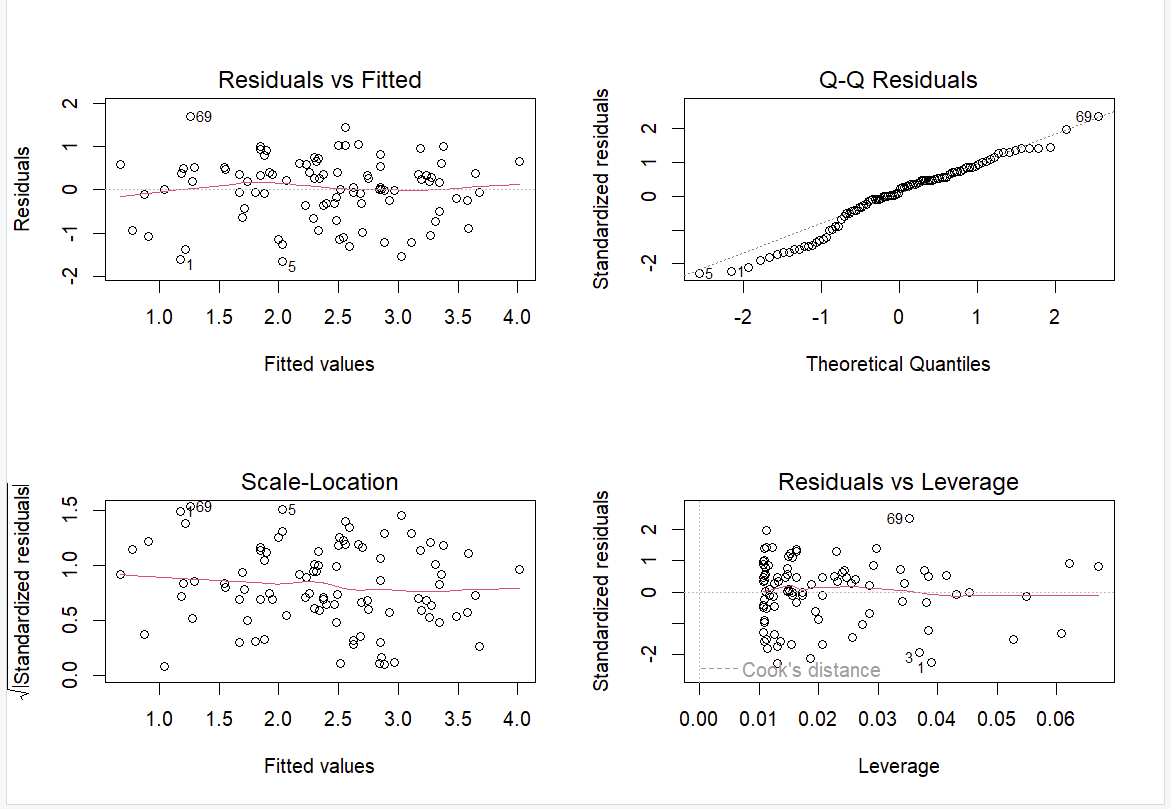 Residuals vs Fitted
Residuals
2
1
0
-1
-2
69
1
5
1.0 1.5 2.0 2.5 3.0 3.5 4.0
Fitted values
Q-Q Residuals
Standardized residuals
2
1
0
-2
69
5
1
-2 -1 0 1 2
Theoretical Quantiles
Scale-Location
√|Standardized residuals|
1.5
1.0
0.5
0.0
69
1
5
1.0 1.5 2.0 2.5 3.0 3.5 4.0
Fitted values
Residuals vs Leverage
Standardized residuals
2
1
0
-2
69
3
1
Cook's distance
0.00 0.01 0.02 0.03 0.04 0.05 0.06
Leverage